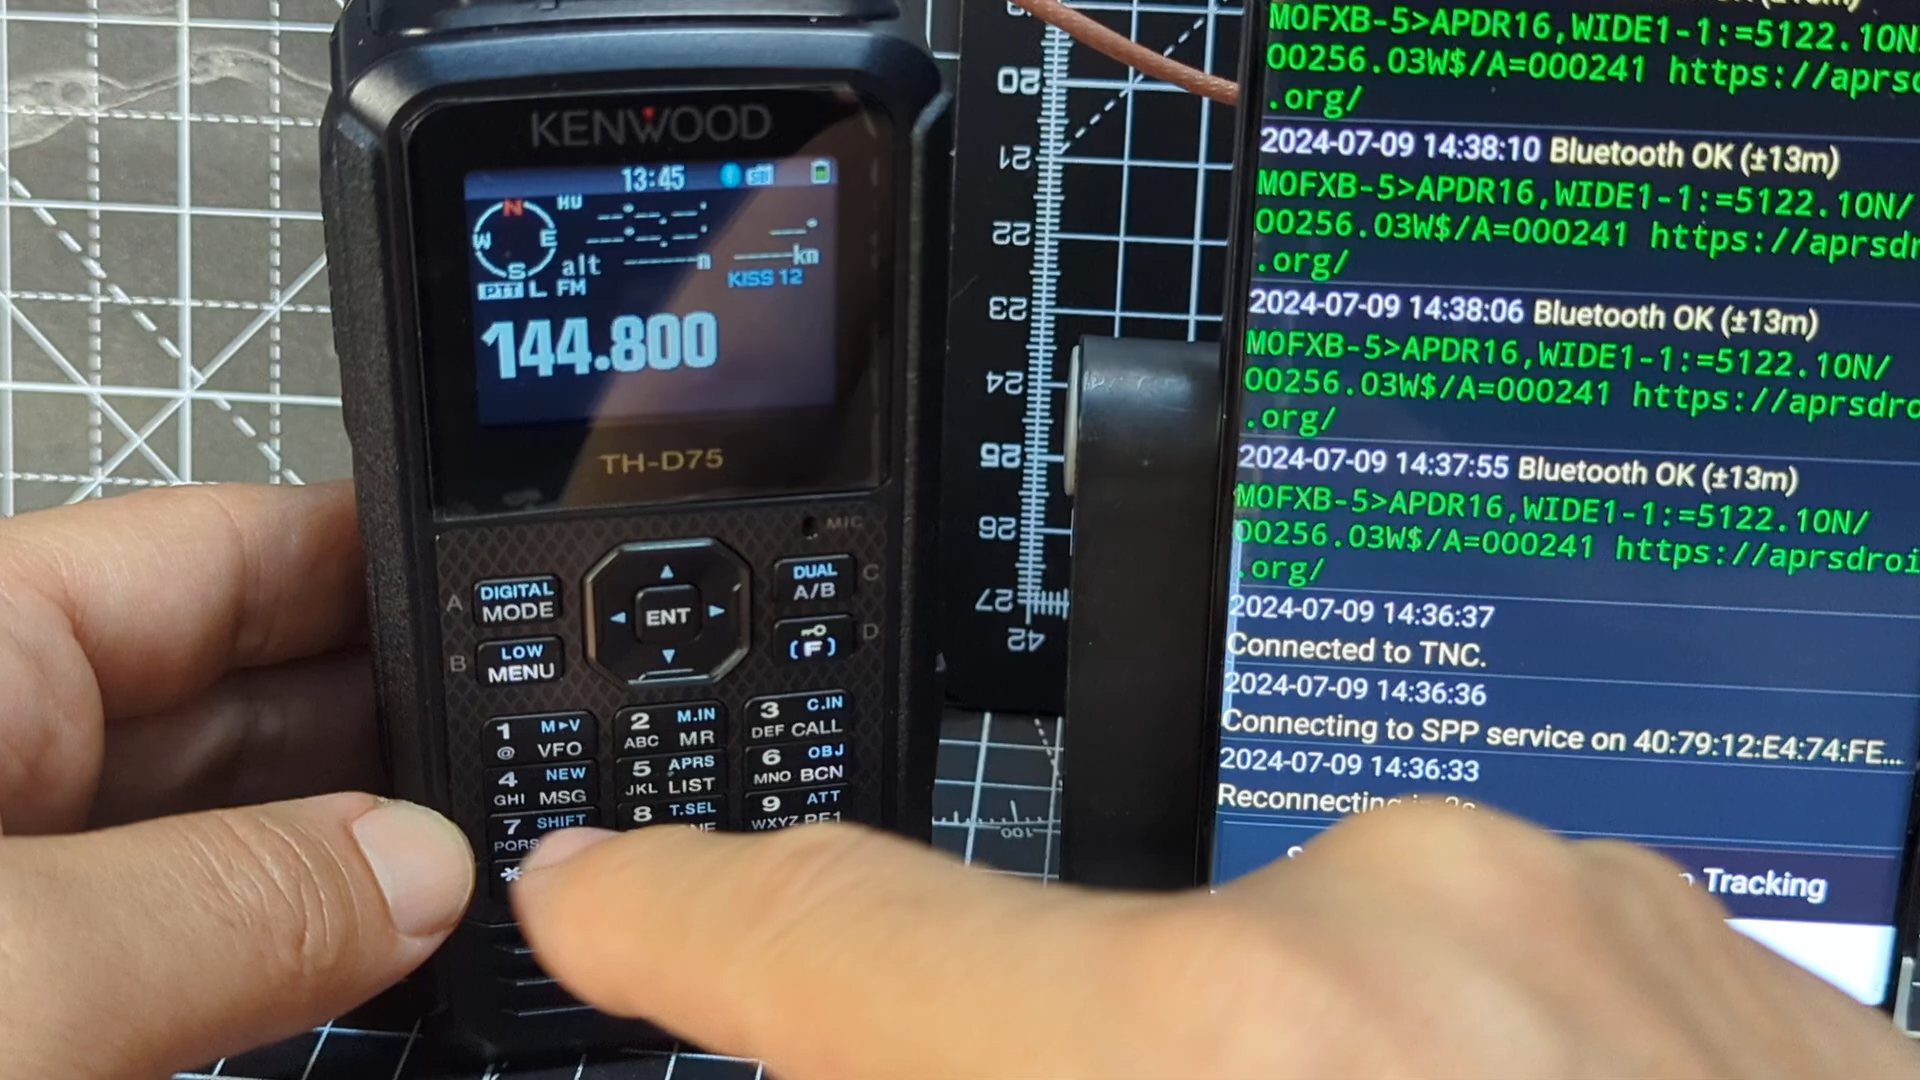 KENWOOD
13:45
N
W
E
S
alt
m
kn
KISS 12
PTT L FM
144.800
TH-D75
MIC
A
DIGITAL
MODE
DUAL
A/B
C
ENT
B
LOW
MENU
(F)
D
1 M►V
@ VFO
2 M.IN
ABC MR
3 C.IN
DEF CALL
4 NEW
GHI MSG
5 APRS
JKL LIST
6 OBJ
MNO BCN
7 SHIFT
PQRS
8 T.SEL
9 ATT
WXYZ PF1
*
20
21
22
23
24
25
26
27
42
100
M0FXB-5>APDR16,WIDE1-1:=5122.10N
00256.03W$/A=000241 https://aprsd
.org/
2024-07-09 14:38:10 Bluetooth OK (±13m)
M0FXB-5>APDR16,WIDE1-1:=5122.10N/
00256.03W$/A=000241 https://aprsdr
.org/
2024-07-09 14:38:06 Bluetooth OK (±13m)
M0FXB-5>APDR16,WIDE1-1:=5122.10N/
00256.03W$/A=000241 https://aprsdro
.org/
2024-07-09 14:37:55 Bluetooth OK (±13m)
M0FXB-5>APDR16,WIDE1-1:=5122.10N/
00256.03W$/A=000241 https://aprsdroi
.org/
2024-07-09 14:36:37
Connected to TNC.
2024-07-09 14:36:36
Connecting to SPP service on 40:79:12:E4:74:FE...
2024-07-09 14:36:33
Reconnecting in
Tracking